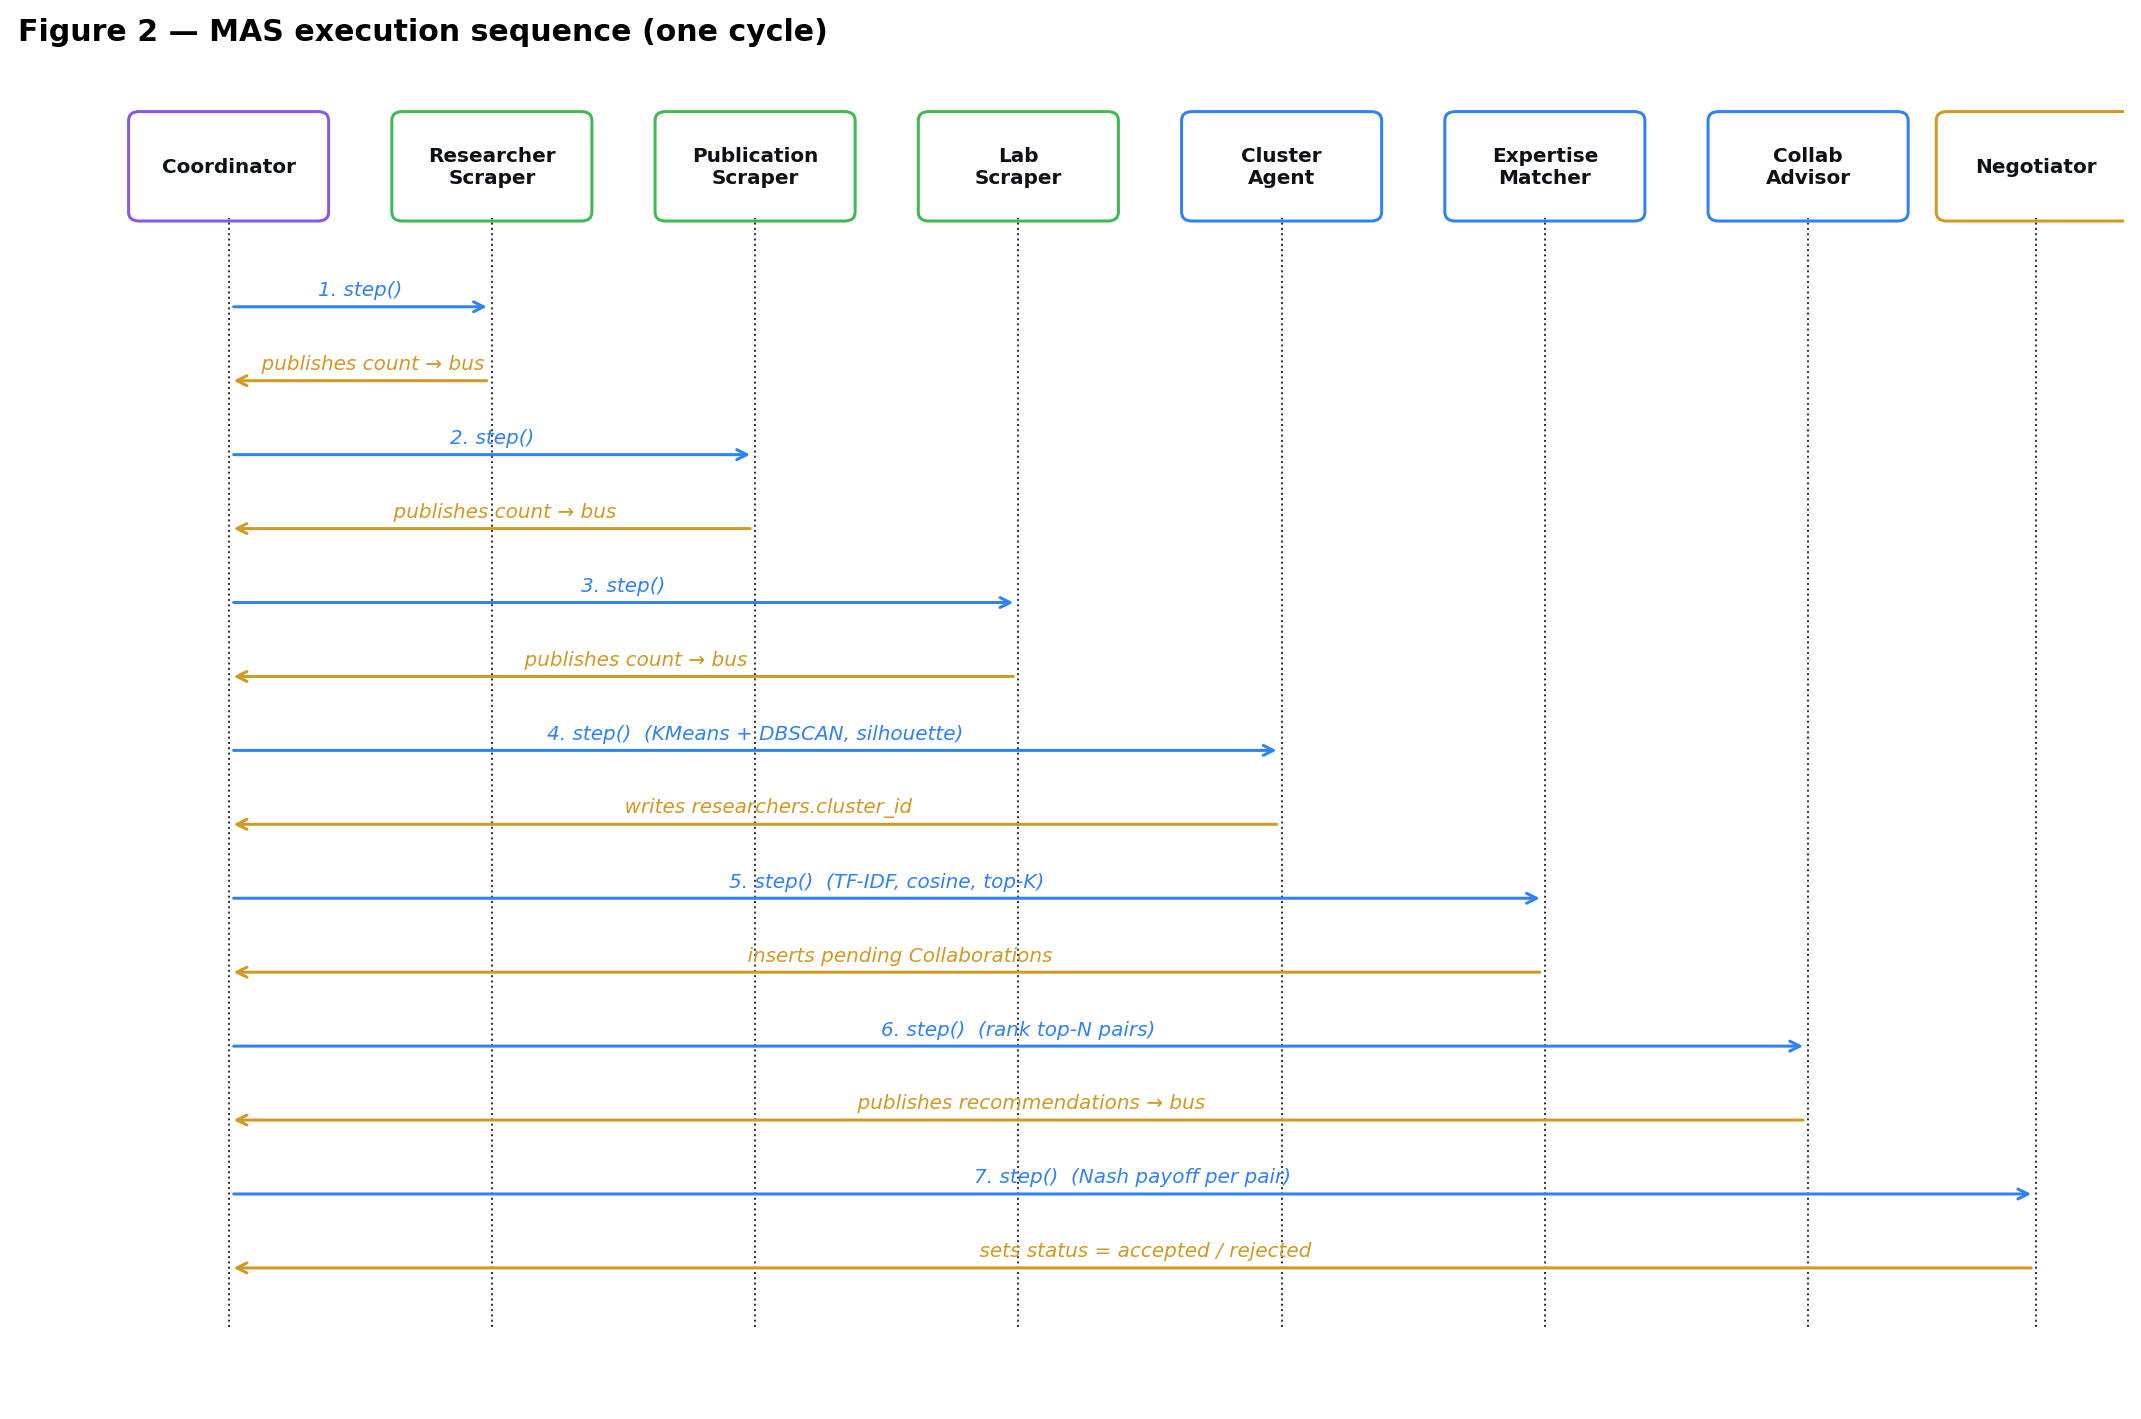 Figure 2 — MAS execution sequence (one cycle)
Coordinator
Researcher
Scraper
Publication
Scraper
Lab
Scraper
Cluster
Agent
Expertise
Matcher
Collab
Advisor
Negotiator
1. step()
publishes count → bus
2. step()
publishes count → bus
3. step()
publishes count → bus
4. step()  (KMeans + DBSCAN, silhouette)
writes researchers.cluster_id
5. step()  (TF-IDF, cosine, top-K)
inserts pending Collaborations
6. step()  (rank top-N pairs)
publishes recommendations → bus
7. step()  (Nash payoff per pair)
sets status = accepted / rejected